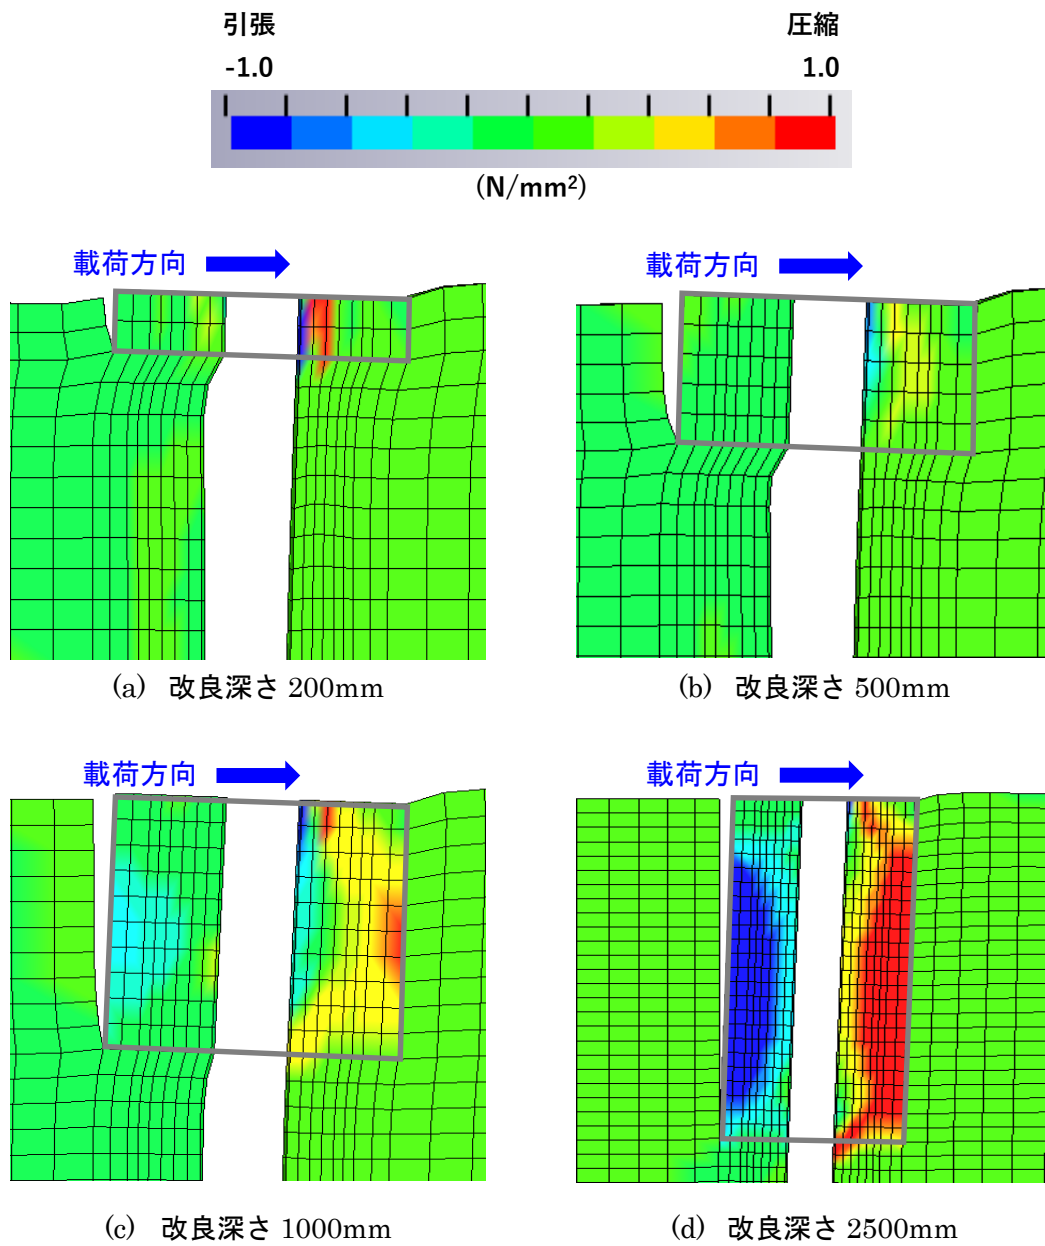 引張 圧縮
-1.0 1.0
(N/mm²)
載荷方向 載荷方向
(a) 改良深さ 200mm (b) 改良深さ 500mm
載荷方向 載荷方向
(c) 改良深さ 1000mm (d) 改良深さ 2500mm